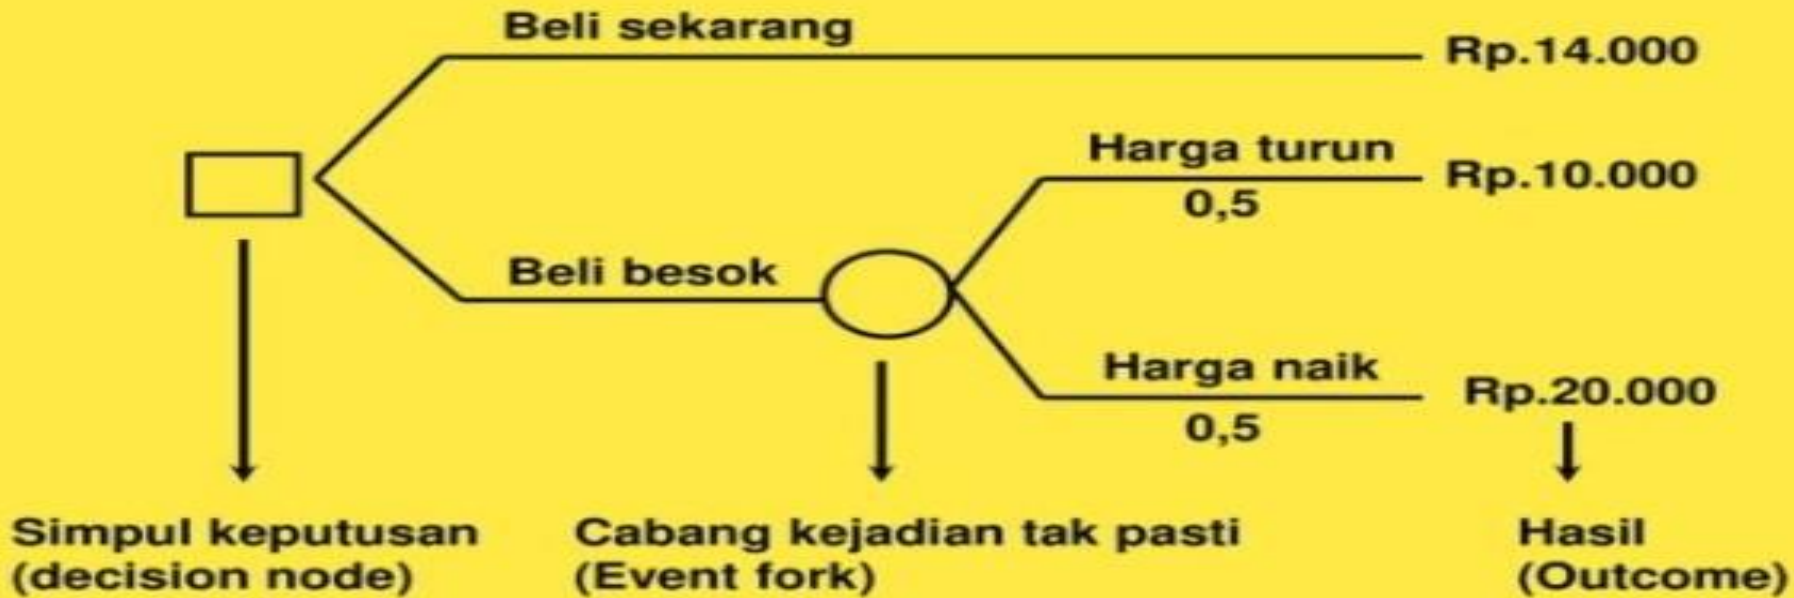 Beli sekarang
Rp.14.000
Harga turun
Rp.10.000
0,5
Beli besok
Harga naik
Rp.20.000
0,5
Simpul keputusan
(decision node)
Cabang kejadian tak pasti
(Event fork)
Hasil
(Outcome)